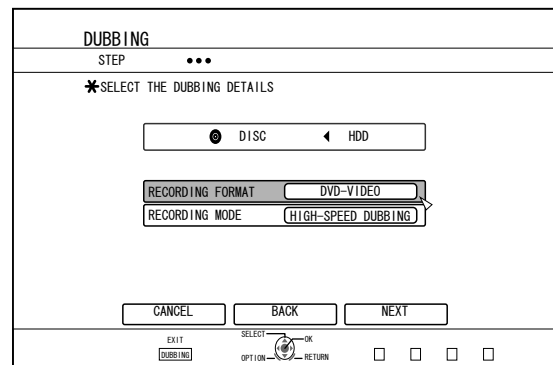 DUBBING
STEP
*SELECT THE DUBBING DETAILS
DISC HDD
RECORDING FORMAT DVD-VIDEO
RECORDING MODE HIGH-SPEED DUBBING
CANCEL BACK NEXT
EXIT SELECT OK
DUBBING OPTION RETURN